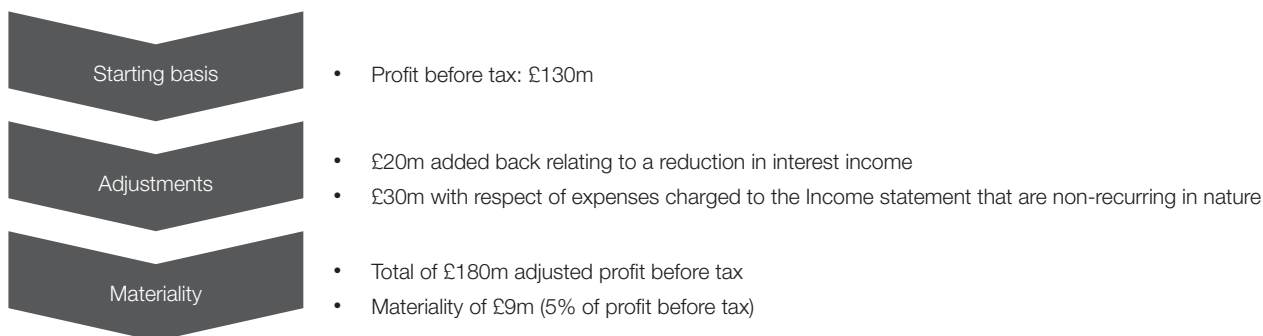 Starting basis
• Profit before tax: £130m
Adjustments
• £20m added back relating to a reduction in interest income
• £30m with respect of expenses charged to the Income statement that are non-recurring in nature
Materiality
• Total of £180m adjusted profit before tax
• Materiality of £9m (5% of profit before tax)